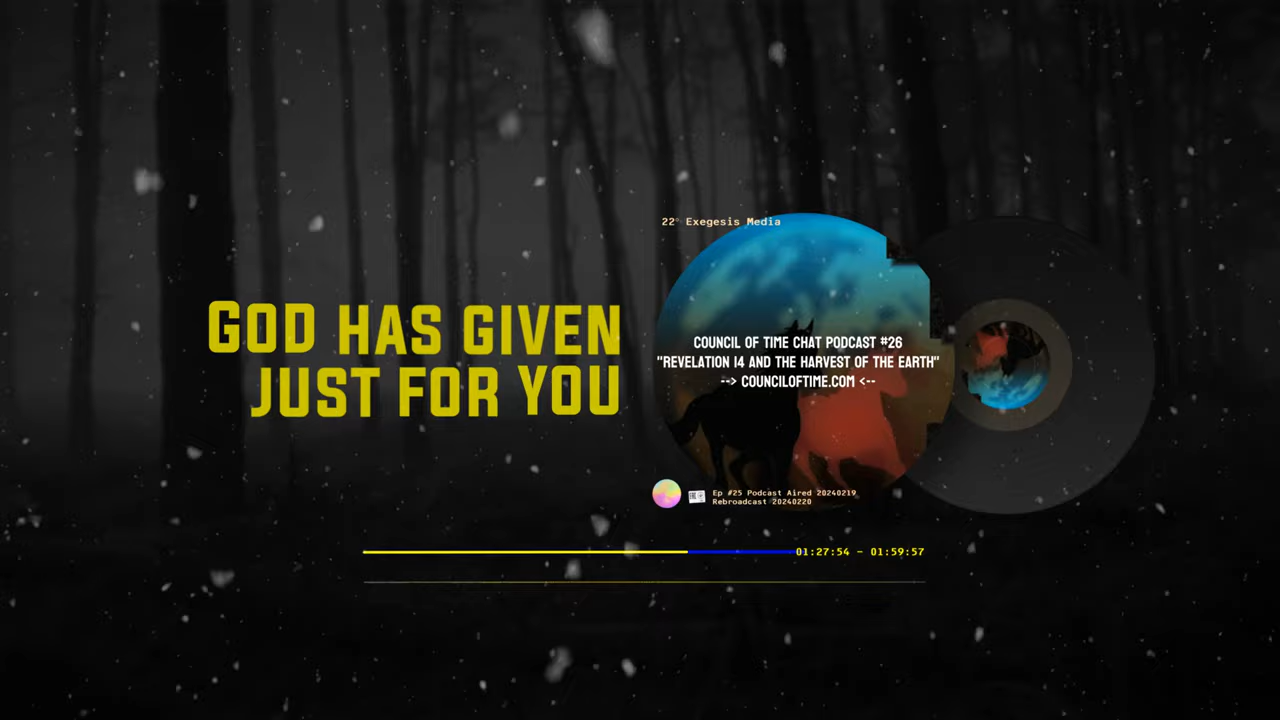 GOD HAS GIVEN
JUST FOR YOU
22° Exegesis Media
COUNCIL OF TIME CHAT PODCAST #26
"REVELATION 14 AND THE HARVEST OF THE EARTH"
--> COUNCILOFTIME.COM <--
Ep #25 Podcast Aired 20240219
Rebroadcast 20240220
01:27:54 - 01:59:57